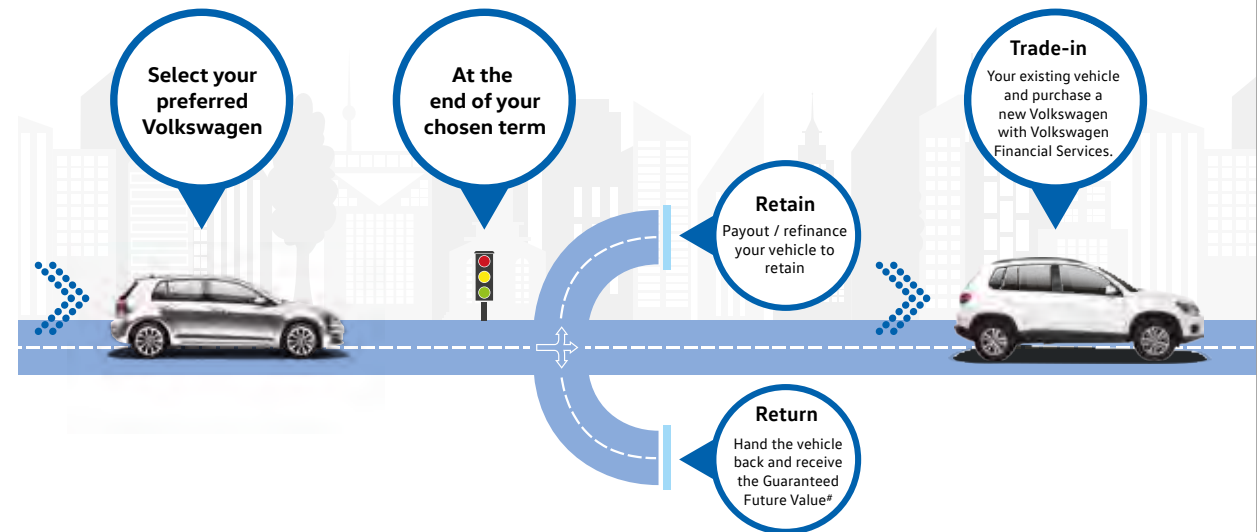 Select your
preferred
Volkswagen
At the
end of your
chosen term
Retain
Payout / refinance
your vehicle to
retain
Return
Hand the vehicle
back and receive
the Guaranteed
Future Value#
Trade-in
Your existing vehicle
and purchase a
new Volkswagen
with Volkswagen
Financial Services.